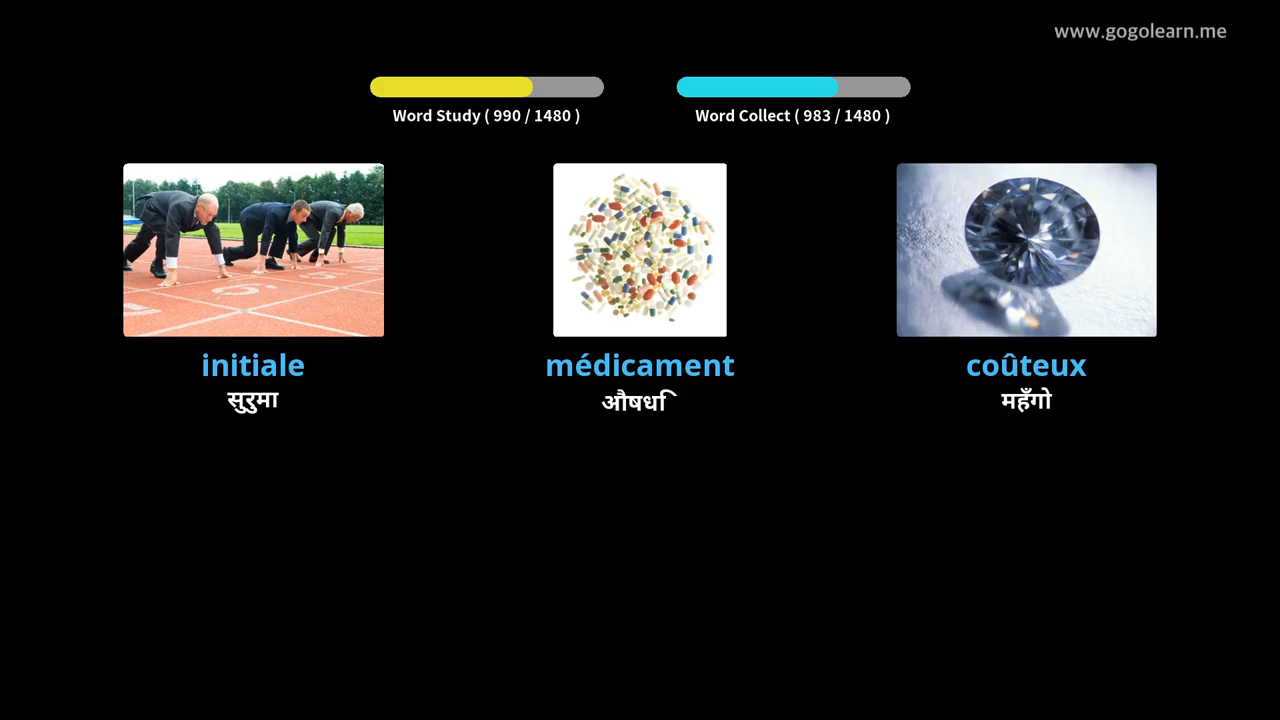 www.gogolearn.me
Word Study ( 990 / 1480 )
Word Collect ( 983 / 1480 )
initiale
médicament
coûteux
सुरुमा
औषधि
महँगो